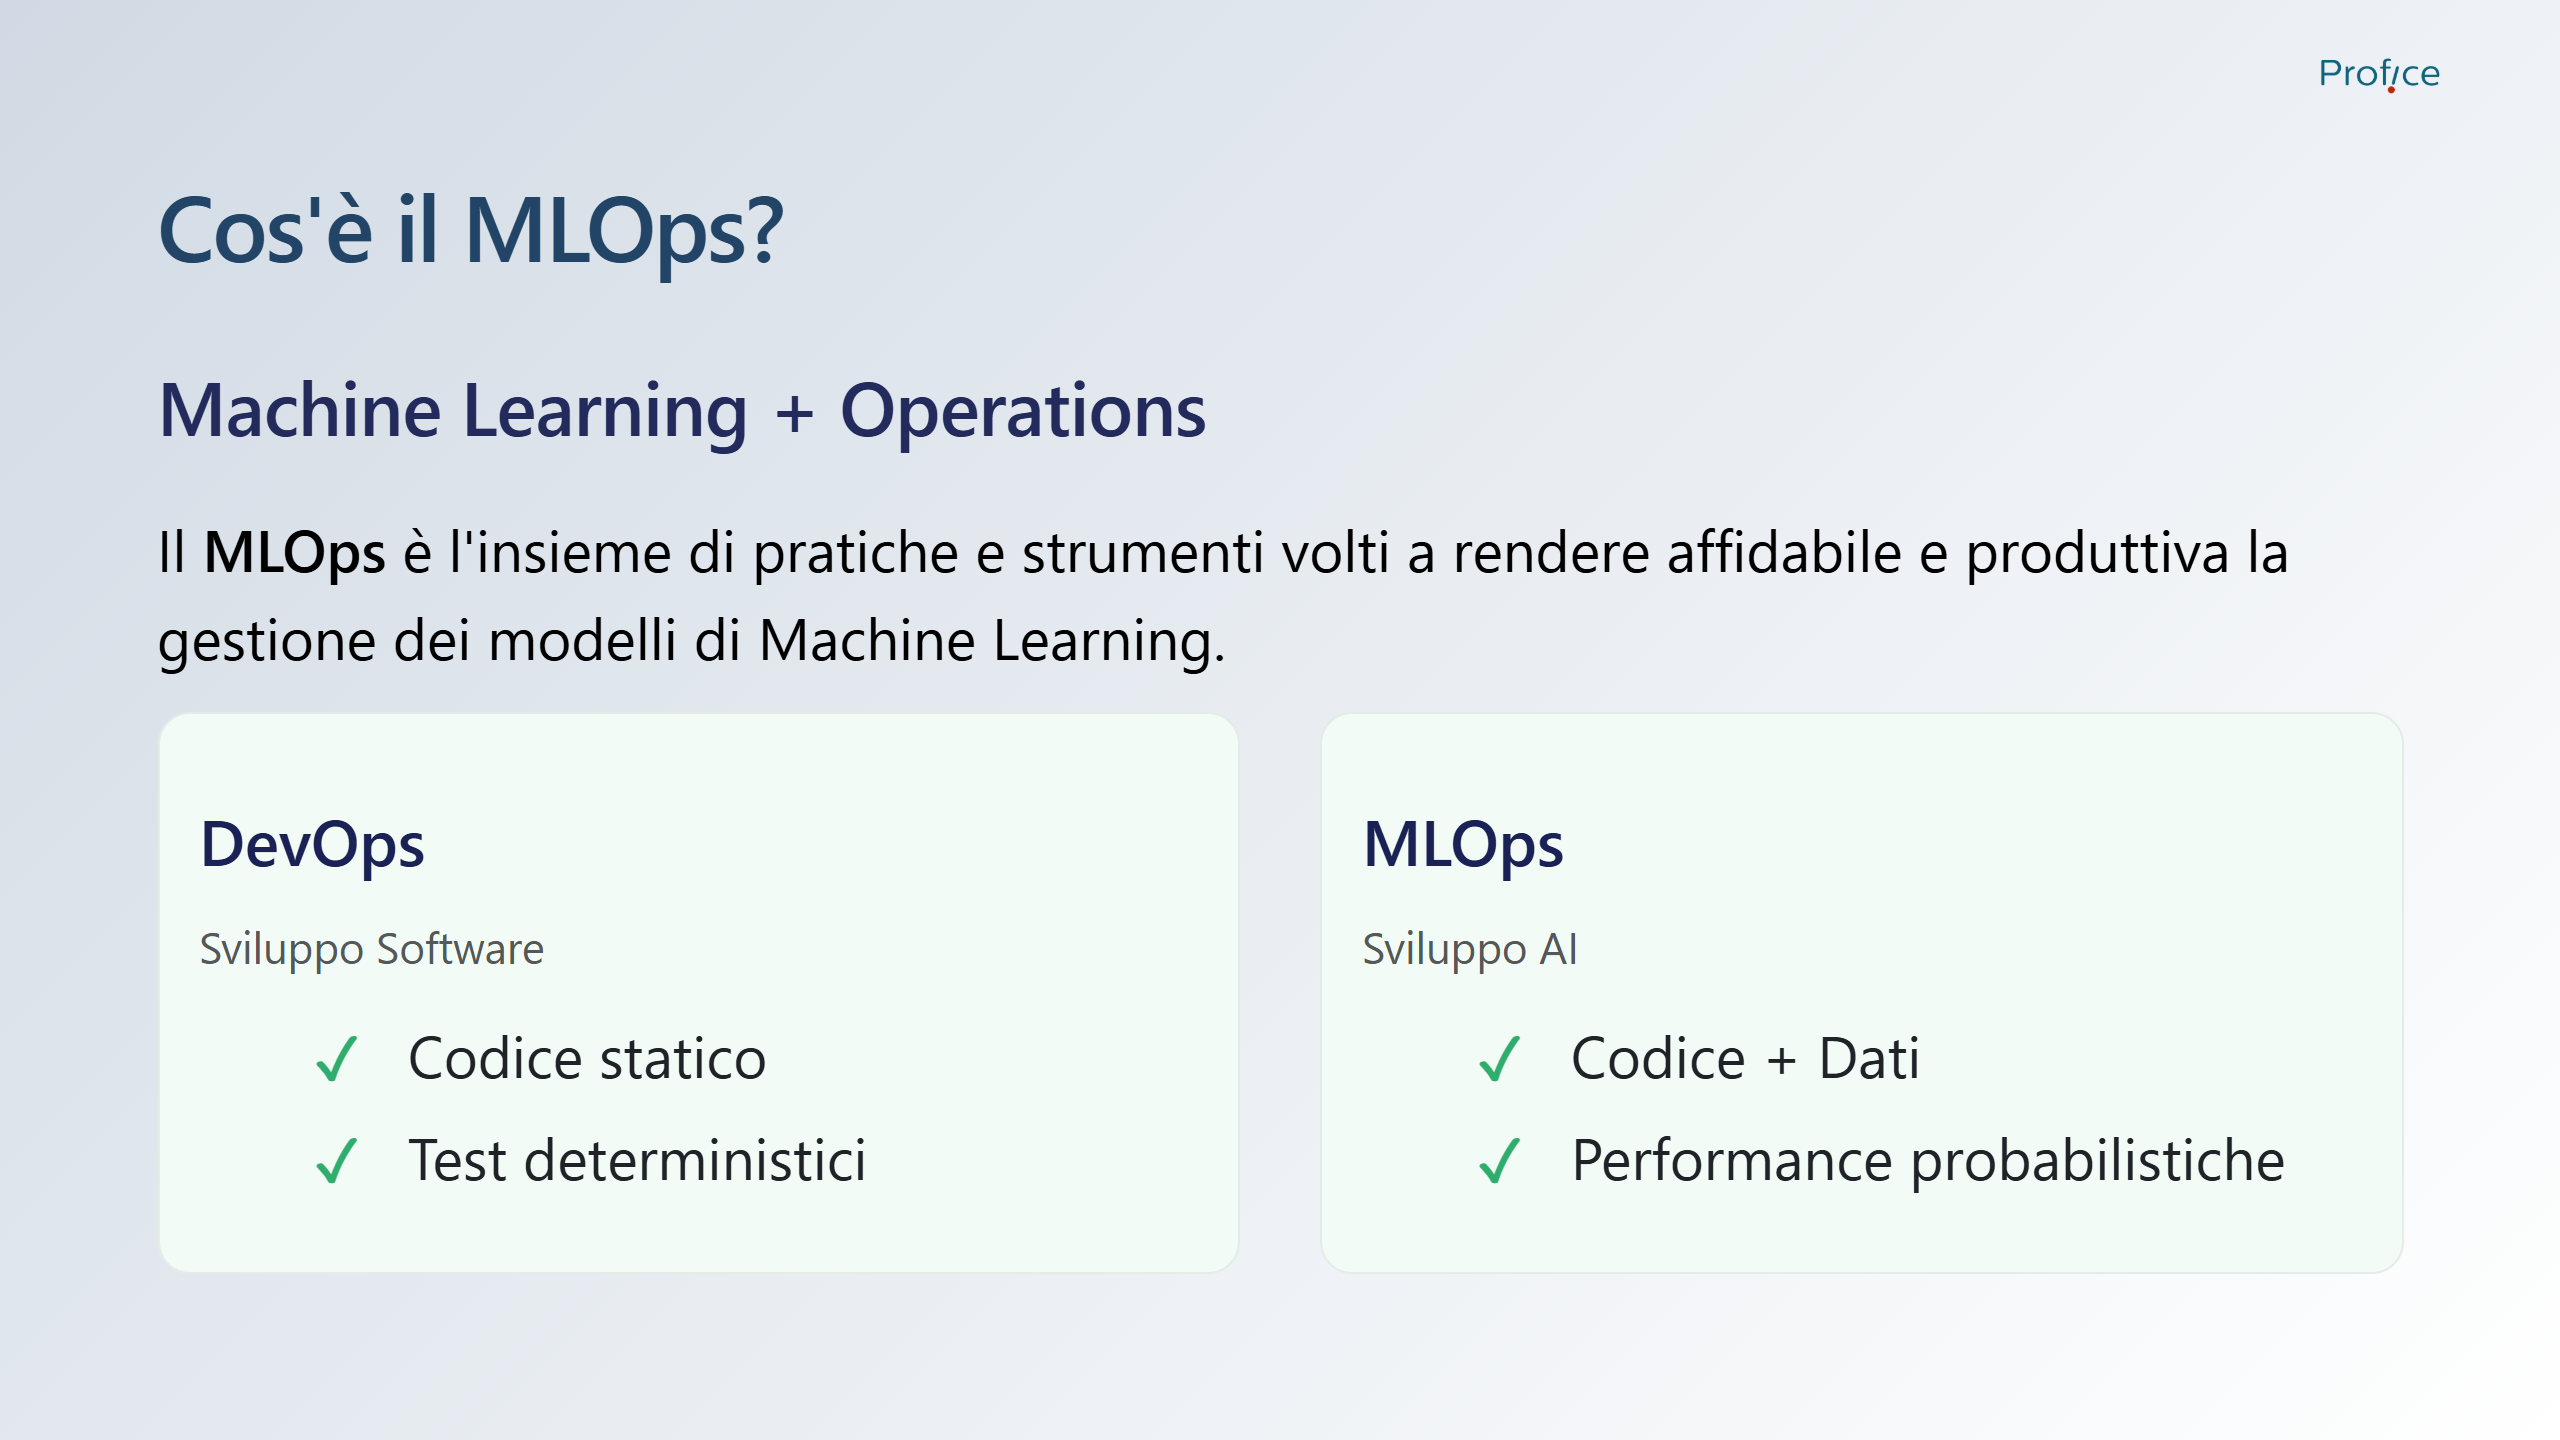 Profice
Cos'è il MLOps?
Machine Learning + Operations
Il MLOps è l'insieme di pratiche e strumenti volti a rendere affidabile e produttiva la
gestione dei modelli di Machine Learning.
DevOps
Sviluppo Software
✓ Codice statico
✓ Test deterministici
MLOps
Sviluppo AI
✓ Codice + Dati
✓ Performance probabilistiche